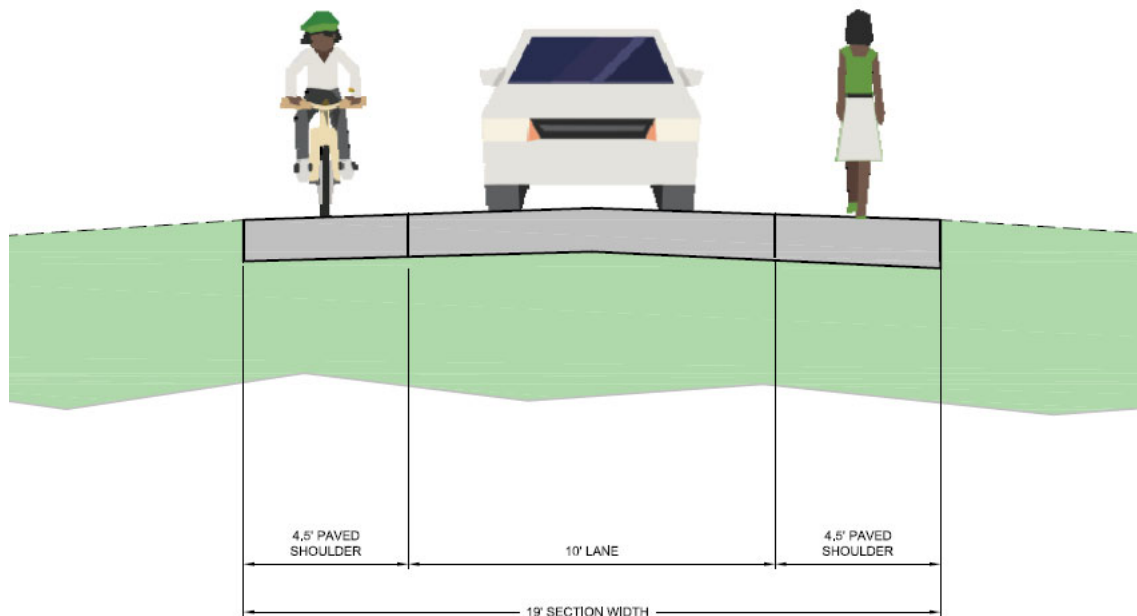 4.5' PAVED
SHOULDER
10' LANE
4.5' PAVED
SHOULDER
19' SECTION WIDTH